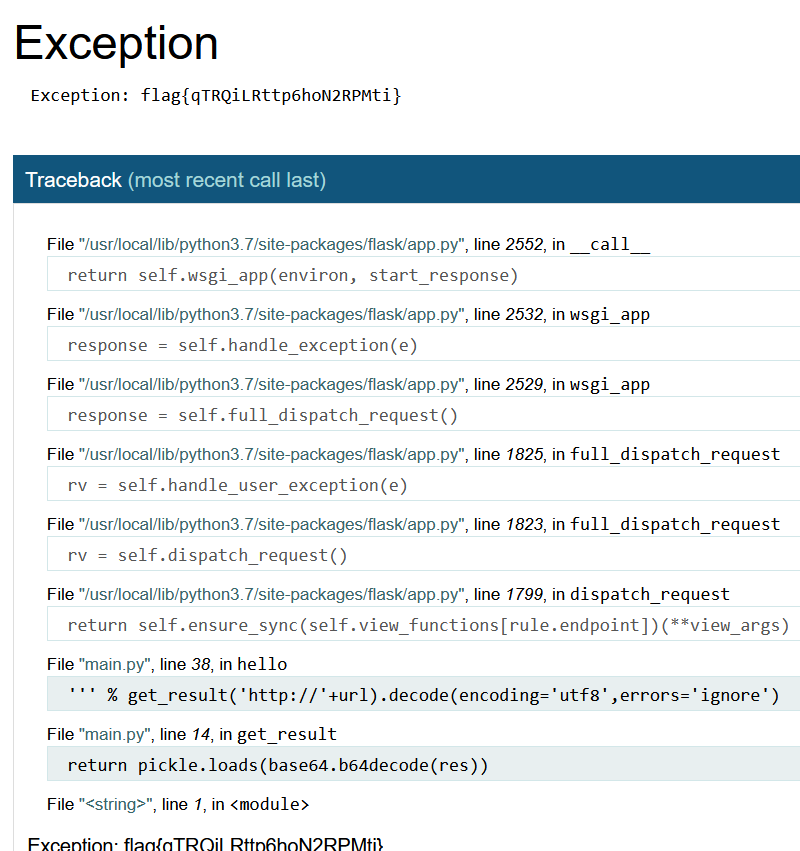 Exception
Exception: flag{qTRQiLRttp6hoN2RPMti}
Traceback (most recent call last)
File "/usr/local/lib/python3.7/site-packages/flask/app.py", line 2552, in __call__
return self.wsgi_app(environ, start_response)
File "/usr/local/lib/python3.7/site-packages/flask/app.py", line 2532, in wsgi_app
response = self.handle_exception(e)
File "/usr/local/lib/python3.7/site-packages/flask/app.py", line 2529, in wsgi_app
response = self.full_dispatch_request()
File "/usr/local/lib/python3.7/site-packages/flask/app.py", line 1825, in full_dispatch_request
rv = self.handle_user_exception(e)
File "/usr/local/lib/python3.7/site-packages/flask/app.py", line 1823, in full_dispatch_request
rv = self.dispatch_request()
File "/usr/local/lib/python3.7/site-packages/flask/app.py", line 1799, in dispatch_request
return self.ensure_sync(self.view_functions[rule.endpoint])(**view_args)
File "main.py", line 38, in hello
''' % get_result('http://'+url).decode(encoding='utf8',errors='ignore')
File "main.py", line 14, in get_result
return pickle.loads(base64.b64decode(res))
File "<string>", line 1, in <module>
Exception: flag{qTRQiLRttp6hoN2RPMti}